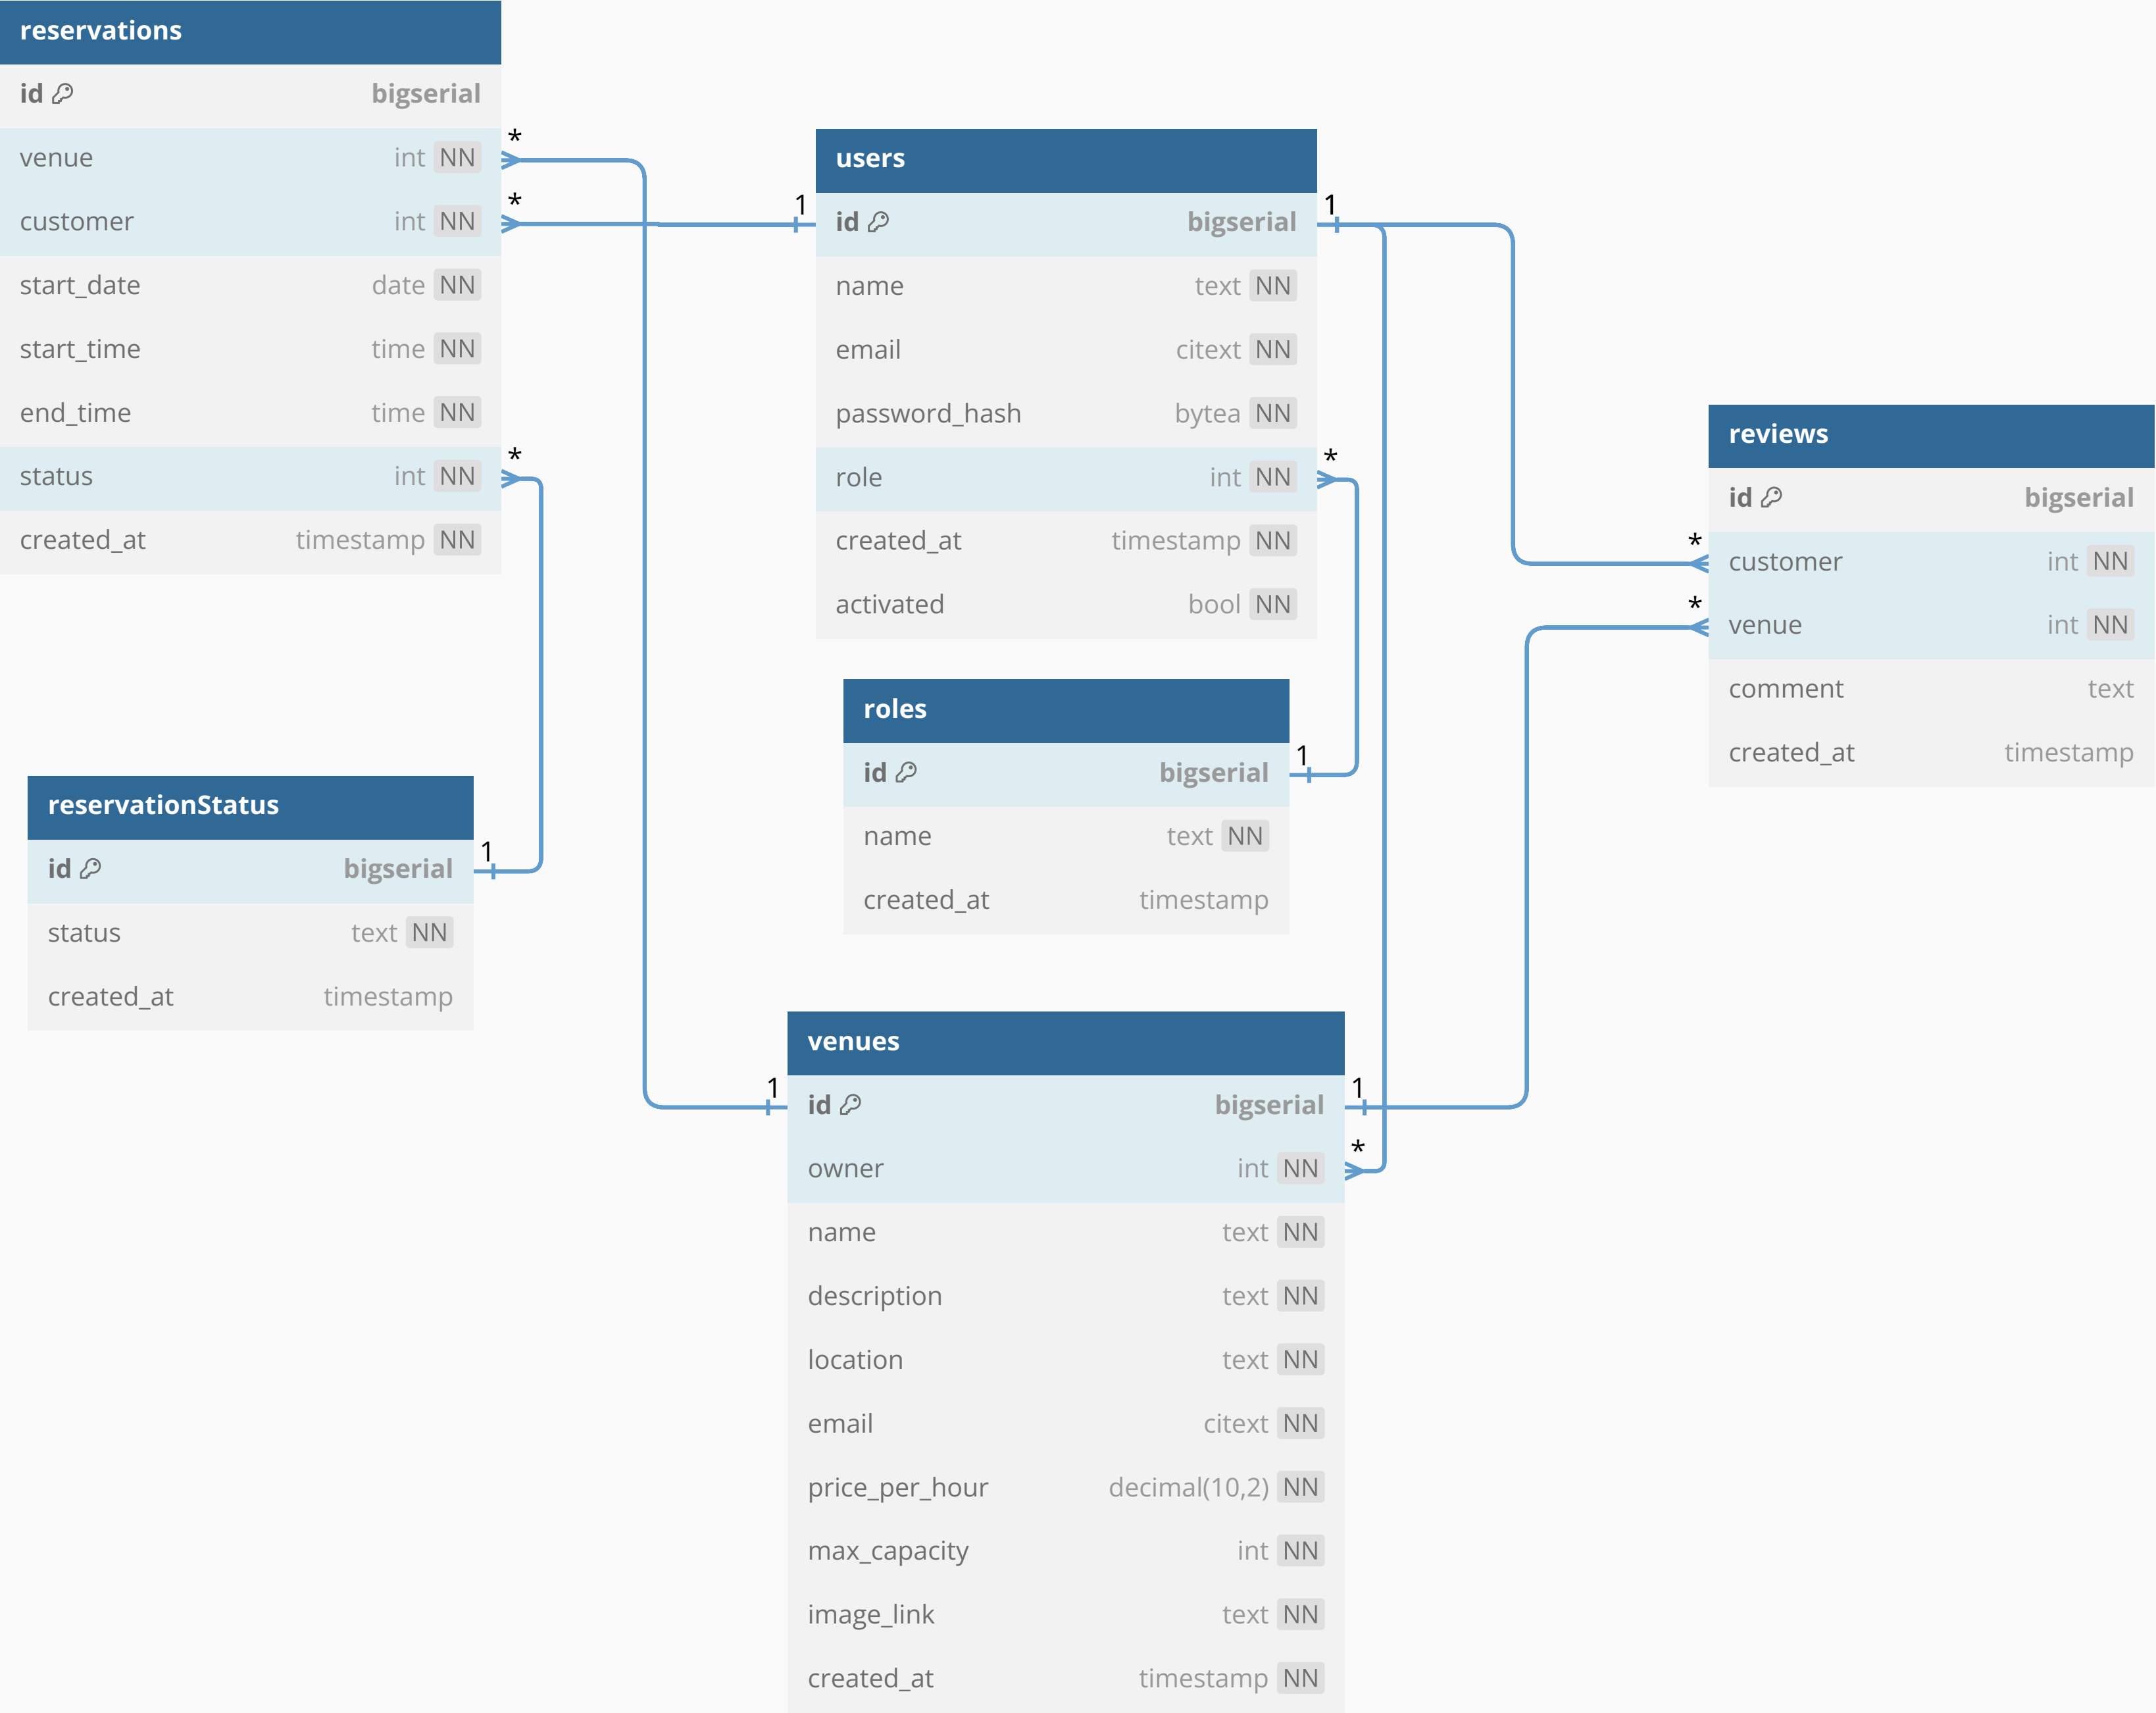 reservations
id bigserial
venue int NN
customer int NN
start_date date NN
start_time time NN
end_time time NN
status int NN
created_at timestamp NN
*
*
*
reservationStatus
id bigserial
status text NN
created_at timestamp
1
users
id bigserial
name text NN
email citext NN
password_hash bytea NN
role int NN
created_at timestamp NN
activated bool NN
1
1
*
roles
id bigserial
name text NN
created_at timestamp
1
venues
id bigserial
owner int NN
name text NN
description text NN
location text NN
email citext NN
price_per_hour decimal(10,2) NN
max_capacity int NN
image_link text NN
created_at timestamp NN
1
1
*
reviews
id bigserial
customer int NN
venue int NN
comment text
created_at timestamp
*
*